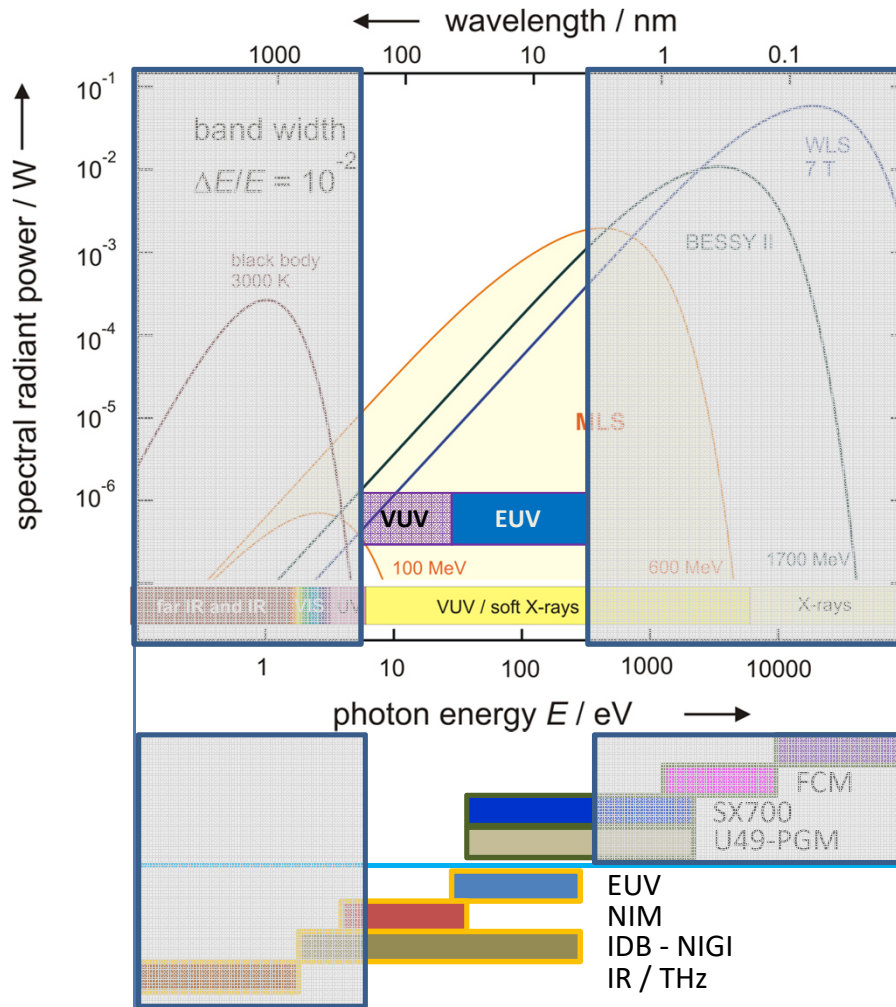 wavelength / nm
1000 100 10 1 0.1
spectral radiant power / W
10⁻¹
10⁻²
10⁻³
10⁻⁴
10⁻⁵
10⁻⁶
band width
ΔE/E = 10⁻²
WLS
7 T
BESSY II
black body
3000 K
MLS
VUV EUV
100 MeV 600 MeV 1700 MeV
far IR and IR VIS UV VUV / soft X-rays X-rays
1 10 100 1000 10000
photon energy E / eV
FCM
SX700
U49-PGM
EUV
NIM
IDB - NIGI
IR / THz